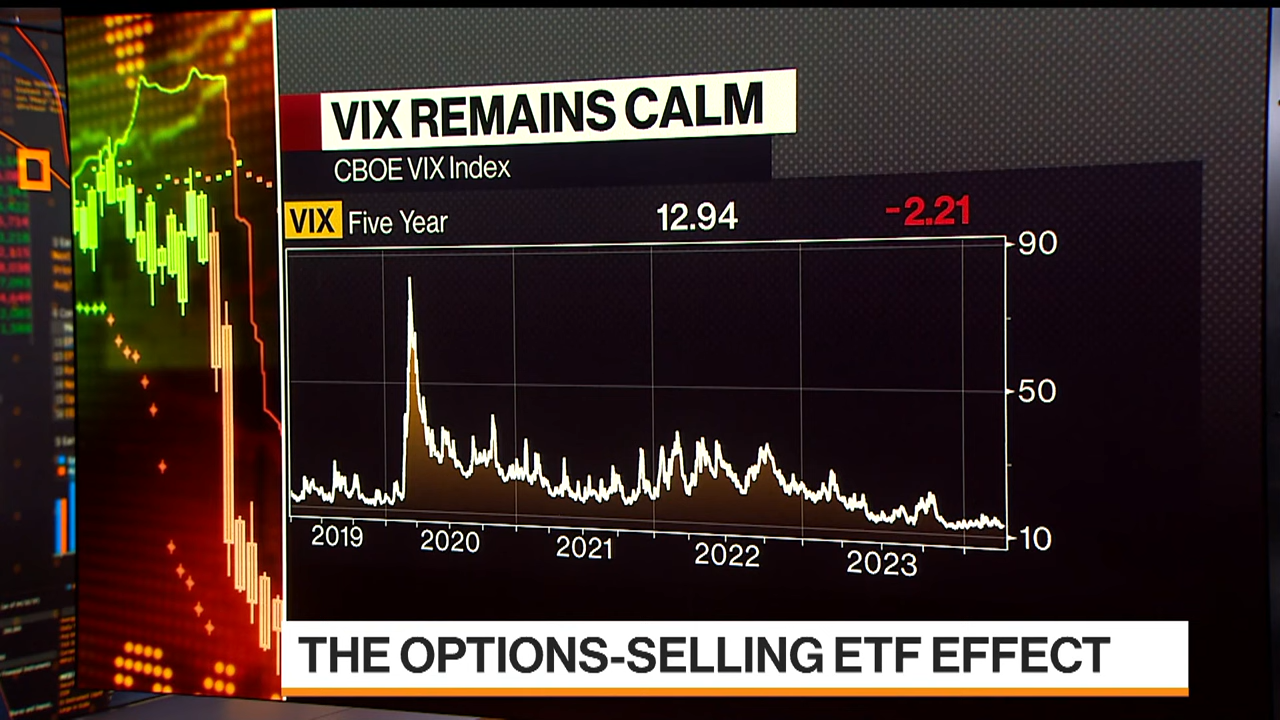 VIX REMAINS CALM
CBOE VIX Index
VIX Five Year 12.94 -2.21
90
50
10
2019 2020 2021 2022 2023
THE OPTIONS-SELLING ETF EFFECT